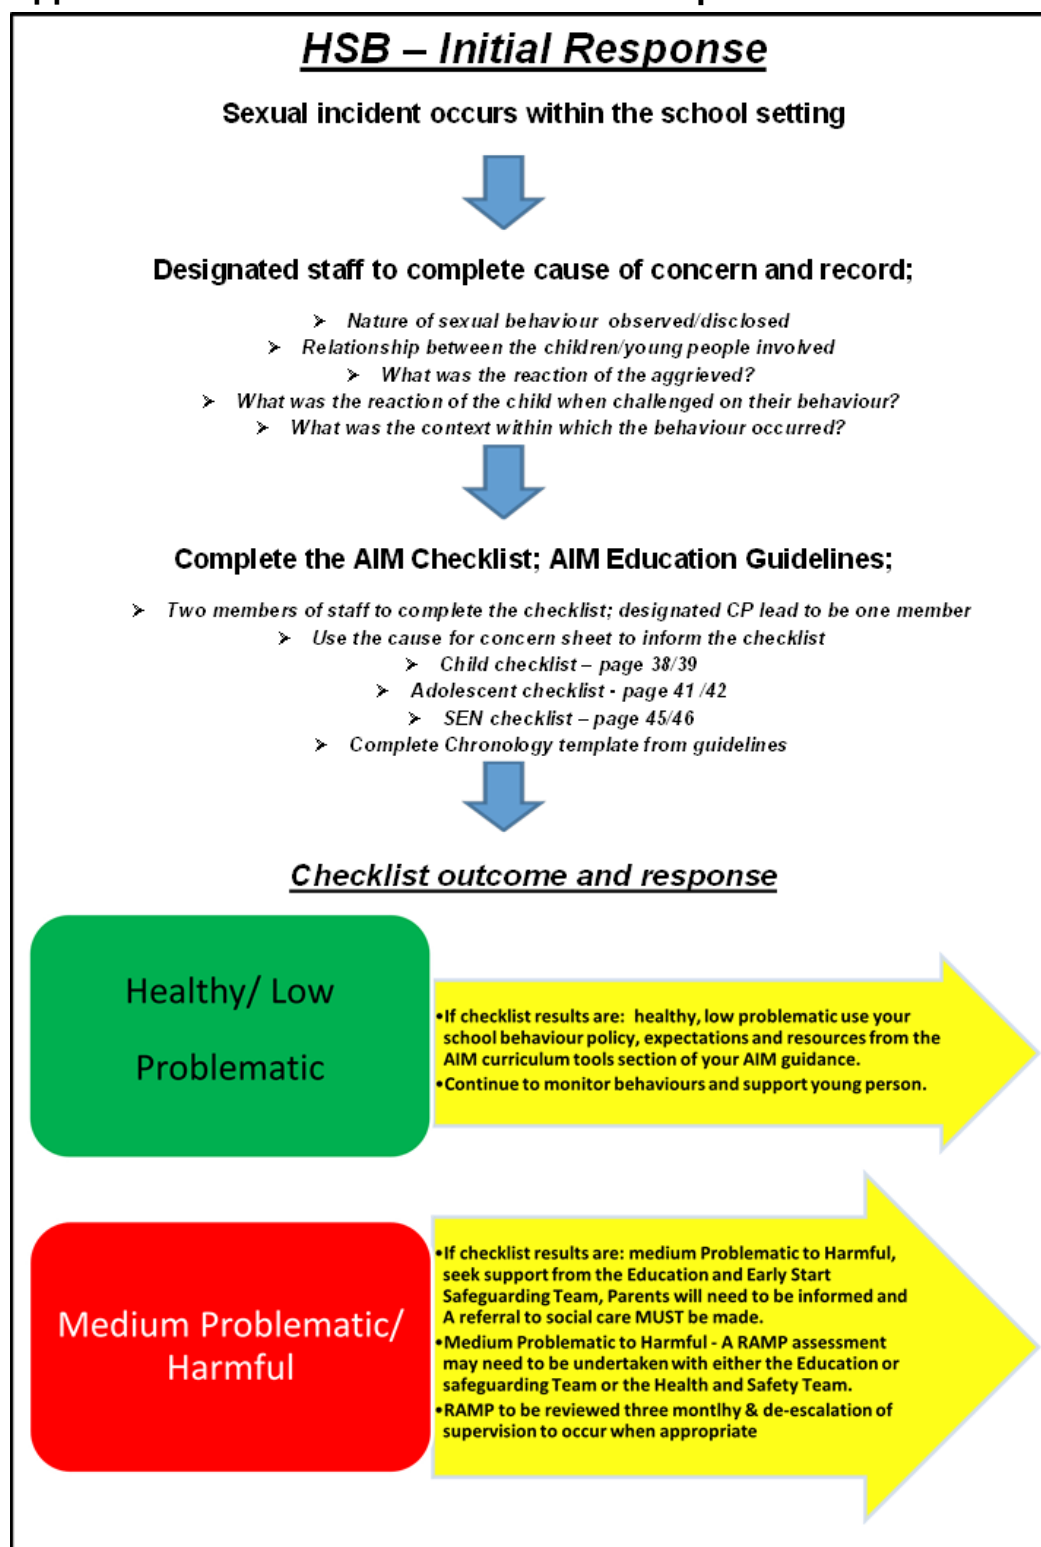 HSB – Initial Response
Sexual incident occurs within the school setting
Designated staff to complete cause of concern and record;
➢ Nature of sexual behaviour observed/disclosed
➢ Relationship between the children/young people involved
➢ What was the reaction of the aggrieved?
➢ What was the reaction of the child when challenged on their behaviour?
➢ What was the context within which the behaviour occurred?
Complete the AIM Checklist; AIM Education Guidelines;
➢ Two members of staff to complete the checklist; designated CP lead to be one member
➢ Use the cause for concern sheet to inform the checklist
➢ Child checklist – page 38/39
➢ Adolescent checklist - page 41 /42
➢ SEN checklist – page 45/46
➢ Complete Chronology template from guidelines
Checklist outcome and response
Healthy/ Low
Problematic
•If checklist results are: healthy, low problematic use your
school behaviour policy, expectations and resources from the
AIM curriculum tools section of your AIM guidance.
•Continue to monitor behaviours and support young person.
Medium Problematic/
Harmful
•If checklist results are: medium Problematic to Harmful,
seek support from the Education and Early Start
Safeguarding Team, Parents will need to be informed and
A referral to social care MUST be made.
•Medium Problematic to Harmful - A RAMP assessment
may need to be undertaken with either the Education or
safeguarding Team or the Health and Safety Team.
•RAMP to be reviewed three montlhy & de-escalation of
supervision to occur when appropriate